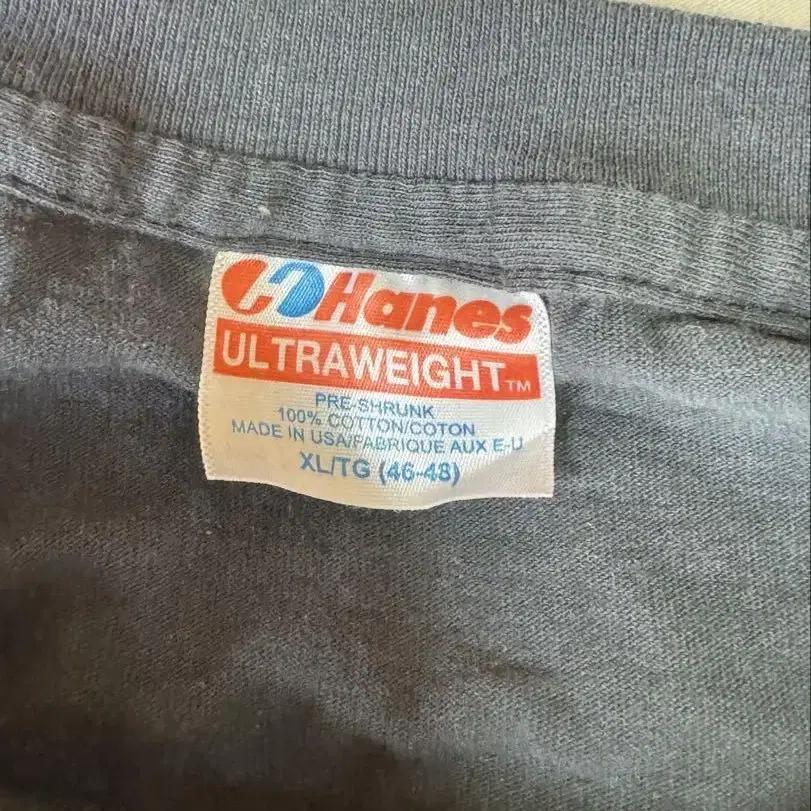 Hanes
ULTRAWEIGHT™
PRE-SHRUNK
100% COTTON/COTON
MADE IN USA/FABRIQUE AUX E-U
XL/TG (46-48)